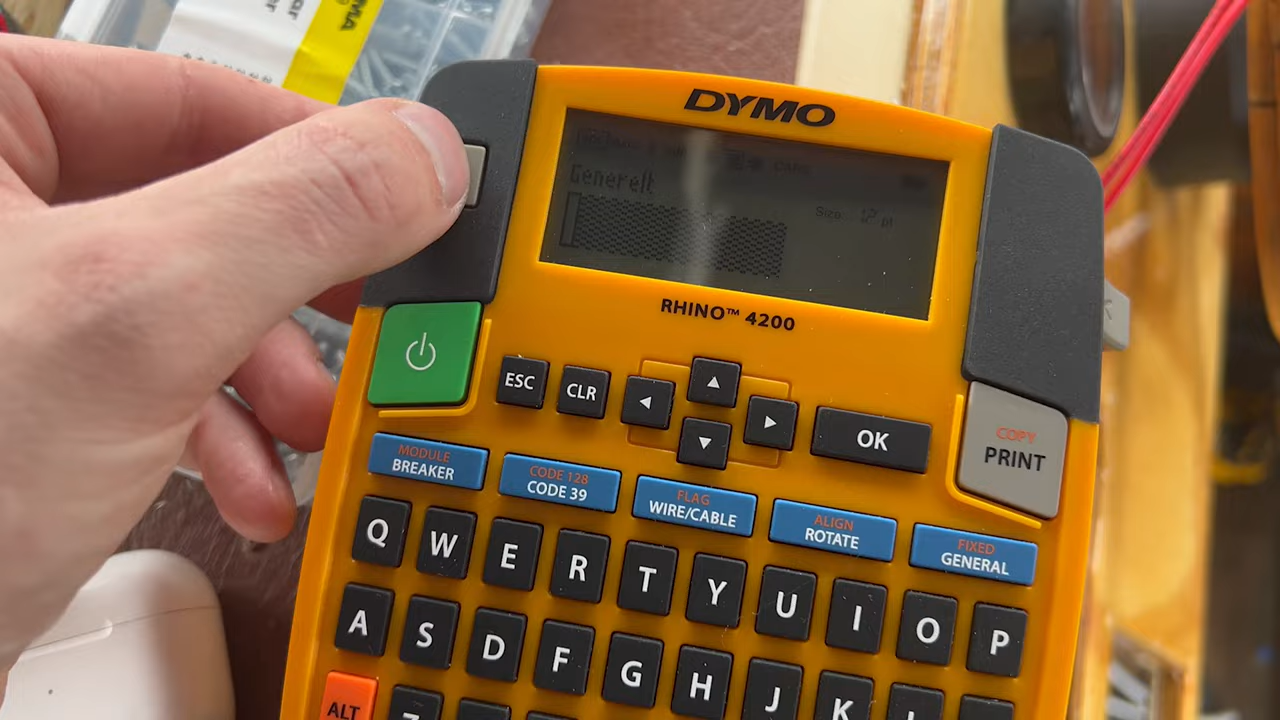 DYMO
Generelt
Size: 12 pt
RHINO™ 4200
ESC
CLR
OK
COPY
PRINT
MODULE
BREAKER
CODE 128
CODE 39
FLAG
WIRE/CABLE
ALIGN
ROTATE
FIXED
GENERAL
Q W E R T Y U I O P
A S D F G H J K L
ALT Z